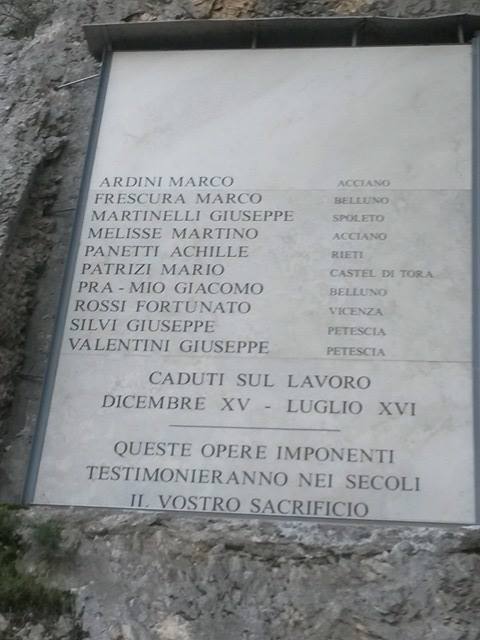 ARDINI MARCO ACCIANO
FRESCURA MARCO BELLUNO
MARTINELLI GIUSEPPE SPOLETO
MELISSE MARTINO ACCIANO
PANETTI ACHILLE RIETI
PATRIZI MARIO CASTEL DI TORA
PRA - MIO GIACOMO BELLUNO
ROSSI FORTUNATO VICENZA
SILVI GIUSEPPE PETESCIA
VALENTINI GIUSEPPE PETESCIA
CADUTI SUL LAVORO
DICEMBRE XV - LUGLIO XVI
QUESTE OPERE IMPONENTI
TESTIMONIERANNO NEI SECOLI
IL VOSTRO SACRIFICIO